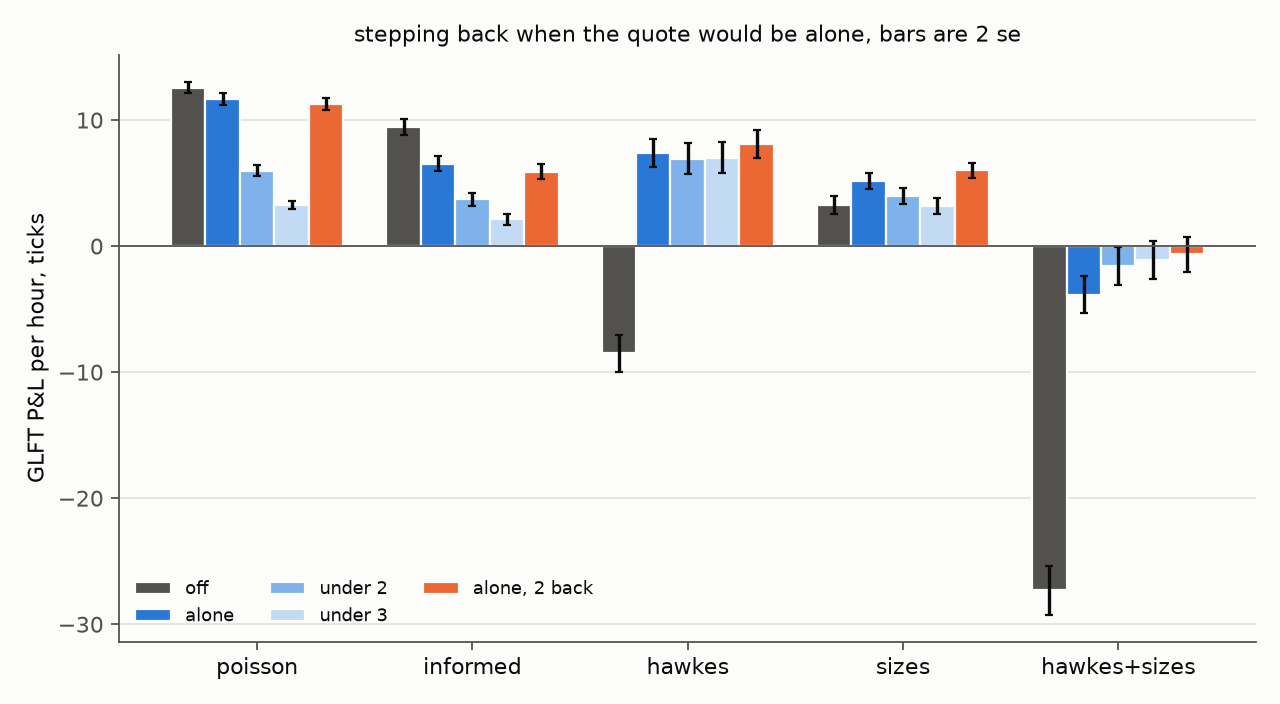 stepping back when the quote would be alone, bars are 2 se
GLFT P&L per hour, ticks
10
0
−10
−20
−30
off
alone
under 2
under 3
alone, 2 back
poisson
informed
hawkes
sizes
hawkes+sizes